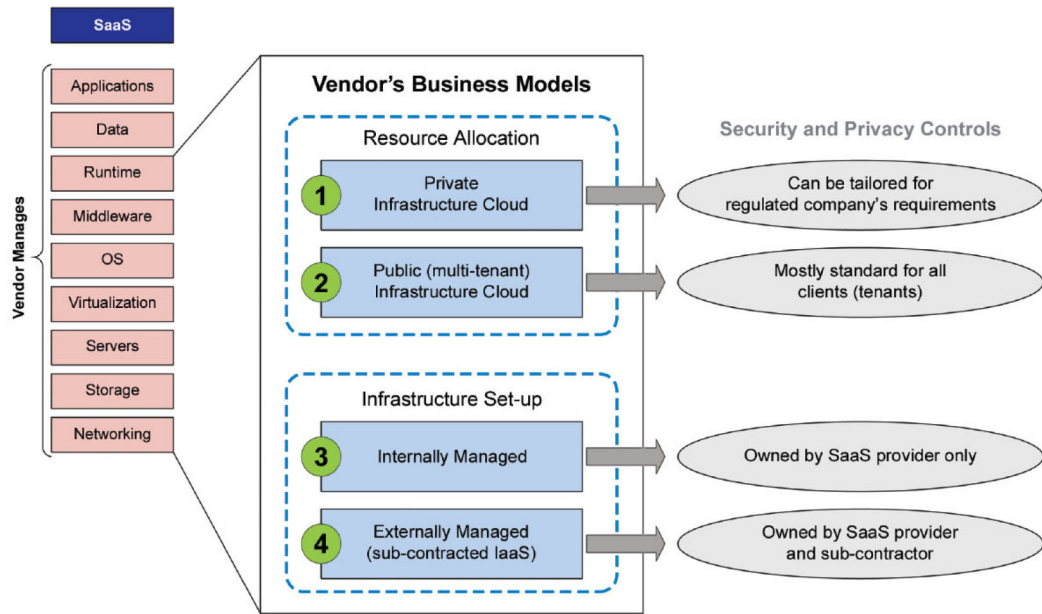 SaaS
Vendor Manages
Applications
Data
Runtime
Middleware
OS
Virtualization
Servers
Storage
Networking
Vendor's Business Models
Resource Allocation
1
Private
Infrastructure Cloud
2
Public (multi-tenant)
Infrastructure Cloud
Infrastructure Set-up
3
Internally Managed
4
Externally Managed
(sub-contracted IaaS)
Security and Privacy Controls
Can be tailored for
regulated company's requirements
Mostly standard for all
clients (tenants)
Owned by SaaS provider only
Owned by SaaS provider
and sub-contractor